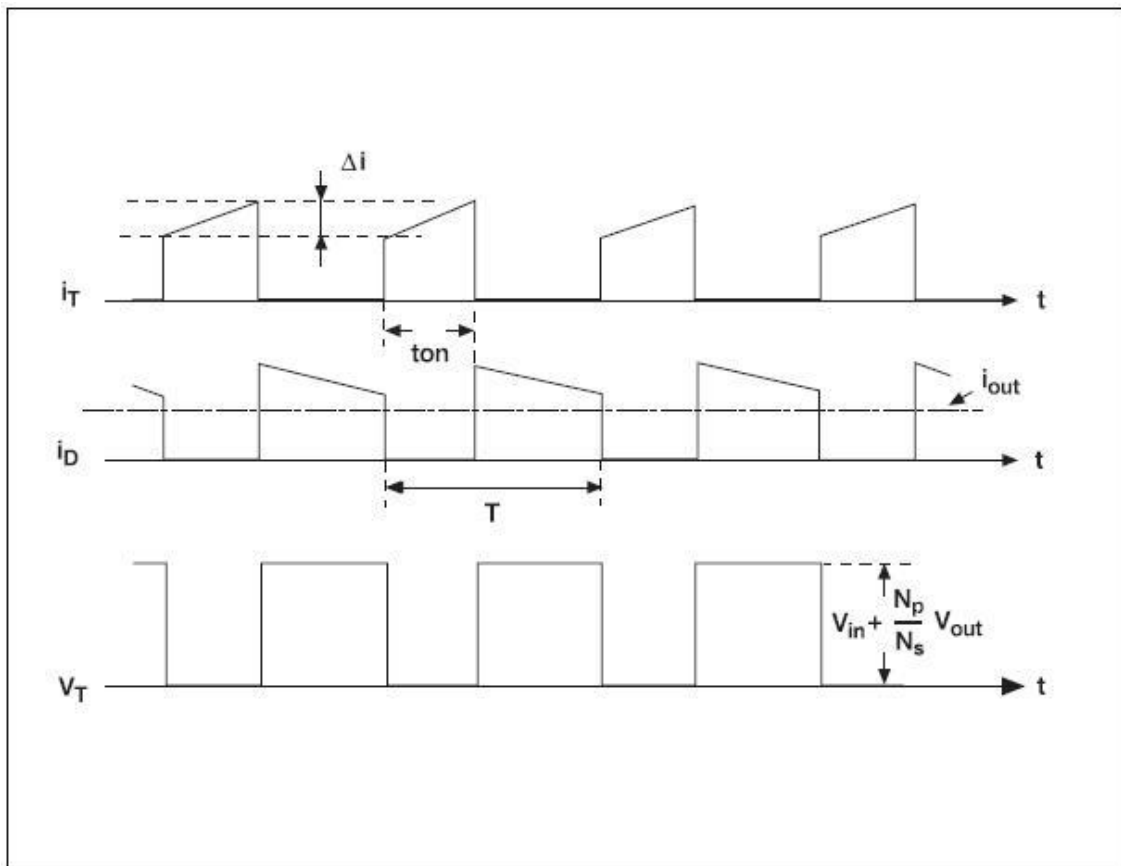 Δi
i_T
t
ton
i_out
i_D
t
T
V_in + N_p/N_s V_out
V_T
t